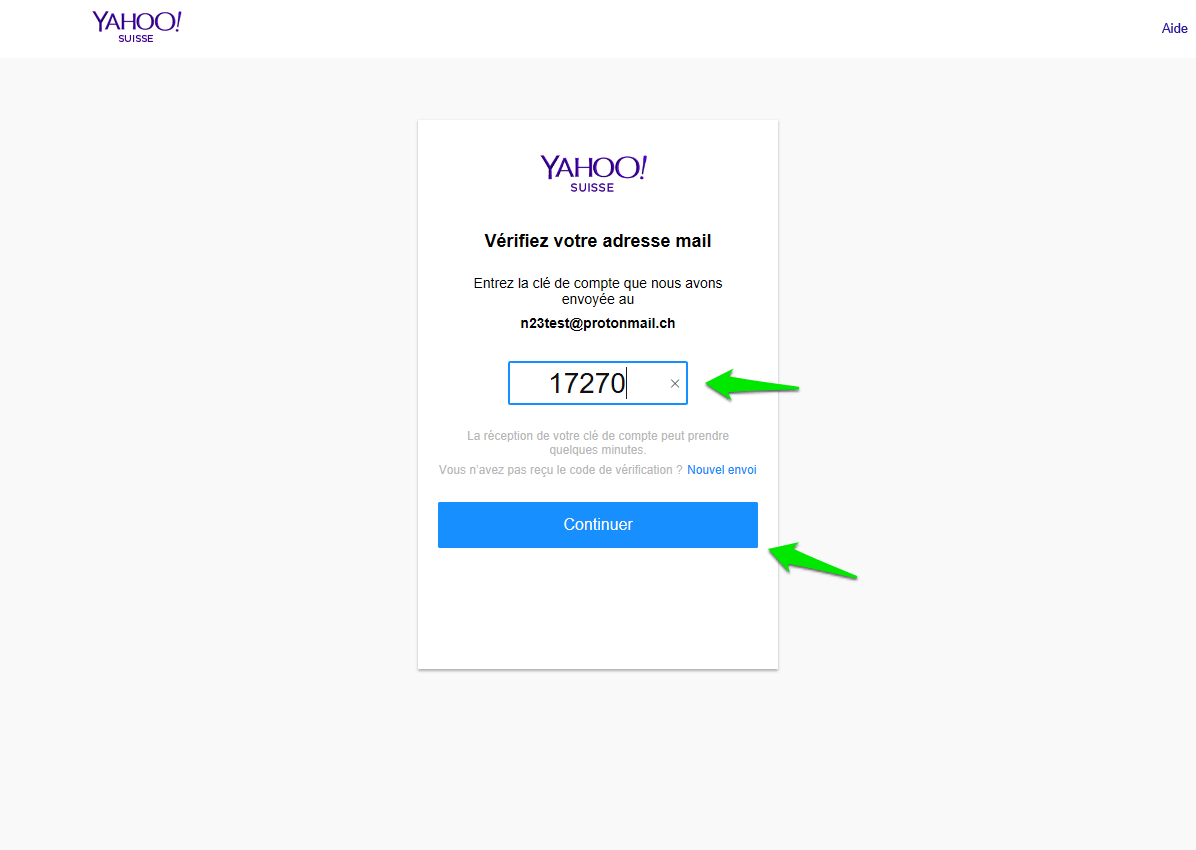 YAHOO!
SUISSE
Aide
YAHOO!
SUISSE
Vérifiez votre adresse mail
Entrez la clé de compte que nous avons
envoyée au
n23test@protonmail.ch
17270
La réception de votre clé de compte peut prendre
quelques minutes.
Vous n'avez pas reçu le code de vérification ? Nouvel envoi
Continuer